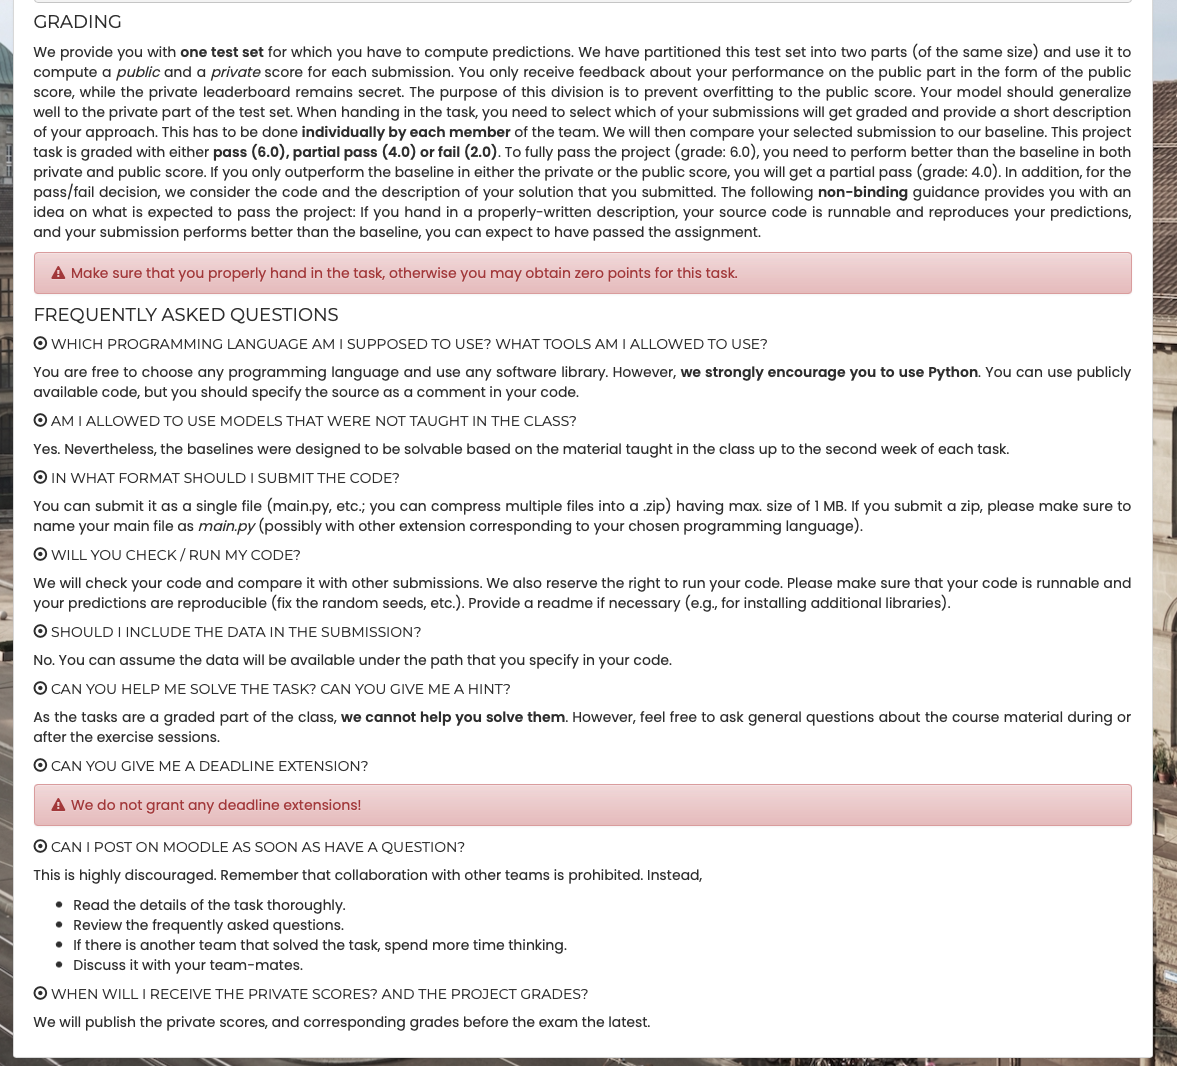 GRADING
We provide you with one test set for which you have to compute predictions. We have partitioned this test set into two parts (of the same size) and use it to
compute a public and a private score for each submission. You only receive feedback about your performance on the public part in the form of the public
score, while the private leaderboard remains secret. The purpose of this division is to prevent overfitting to the public score. Your model should generalize
well to the private part of the test set. When handing in the task, you need to select which of your submissions will get graded and provide a short description
of your approach. This has to be done individually by each member of the team. We will then compare your selected submission to our baseline. This project
task is graded with either pass (6.0), partial pass (4.0) or fail (2.0). To fully pass the project (grade: 6.0), you need to perform better than the baseline in both
private and public score. If you only outperform the baseline in either the private or the public score, you will get a partial pass (grade: 4.0). In addition, for the
pass/fail decision, we consider the code and the description of your solution that you submitted. The following non-binding guidance provides you with an
idea on what is expected to pass the project: If you hand in a properly-written description, your source code is runnable and reproduces your predictions,
and your submission performs better than the baseline, you can expect to have passed the assignment.
Make sure that you properly hand in the task, otherwise you may obtain zero points for this task.
FREQUENTLY ASKED QUESTIONS
WHICH PROGRAMMING LANGUAGE AM I SUPPOSED TO USE? WHAT TOOLS AM I ALLOWED TO USE?
You are free to choose any programming language and use any software library. However, we strongly encourage you to use Python. You can use publicly
available code, but you should specify the source as a comment in your code.
AM I ALLOWED TO USE MODELS THAT WERE NOT TAUGHT IN THE CLASS?
Yes. Nevertheless, the baselines were designed to be solvable based on the material taught in the class up to the second week of each task.
IN WHAT FORMAT SHOULD I SUBMIT THE CODE?
You can submit it as a single file (main.py, etc.; you can compress multiple files into a .zip) having max. size of 1 MB. If you submit a zip, please make sure to
name your main file as main.py (possibly with other extension corresponding to your chosen programming language).
WILL YOU CHECK / RUN MY CODE?
We will check your code and compare it with other submissions. We also reserve the right to run your code. Please make sure that your code is runnable and
your predictions are reproducible (fix the random seeds, etc.). Provide a readme if necessary (e.g., for installing additional libraries).
SHOULD I INCLUDE THE DATA IN THE SUBMISSION?
No. You can assume the data will be available under the path that you specify in your code.
CAN YOU HELP ME SOLVE THE TASK? CAN YOU GIVE ME A HINT?
As the tasks are a graded part of the class, we cannot help you solve them. However, feel free to ask general questions about the course material during or
after the exercise sessions.
CAN YOU GIVE ME A DEADLINE EXTENSION?
We do not grant any deadline extensions!
CAN I POST ON MOODLE AS SOON AS HAVE A QUESTION?
This is highly discouraged. Remember that collaboration with other teams is prohibited. Instead,
• Read the details of the task thoroughly.
• Review the frequently asked questions.
• If there is another team that solved the task, spend more time thinking.
• Discuss it with your team-mates.
WHEN WILL I RECEIVE THE PRIVATE SCORES? AND THE PROJECT GRADES?
We will publish the private scores, and corresponding grades before the exam the latest.